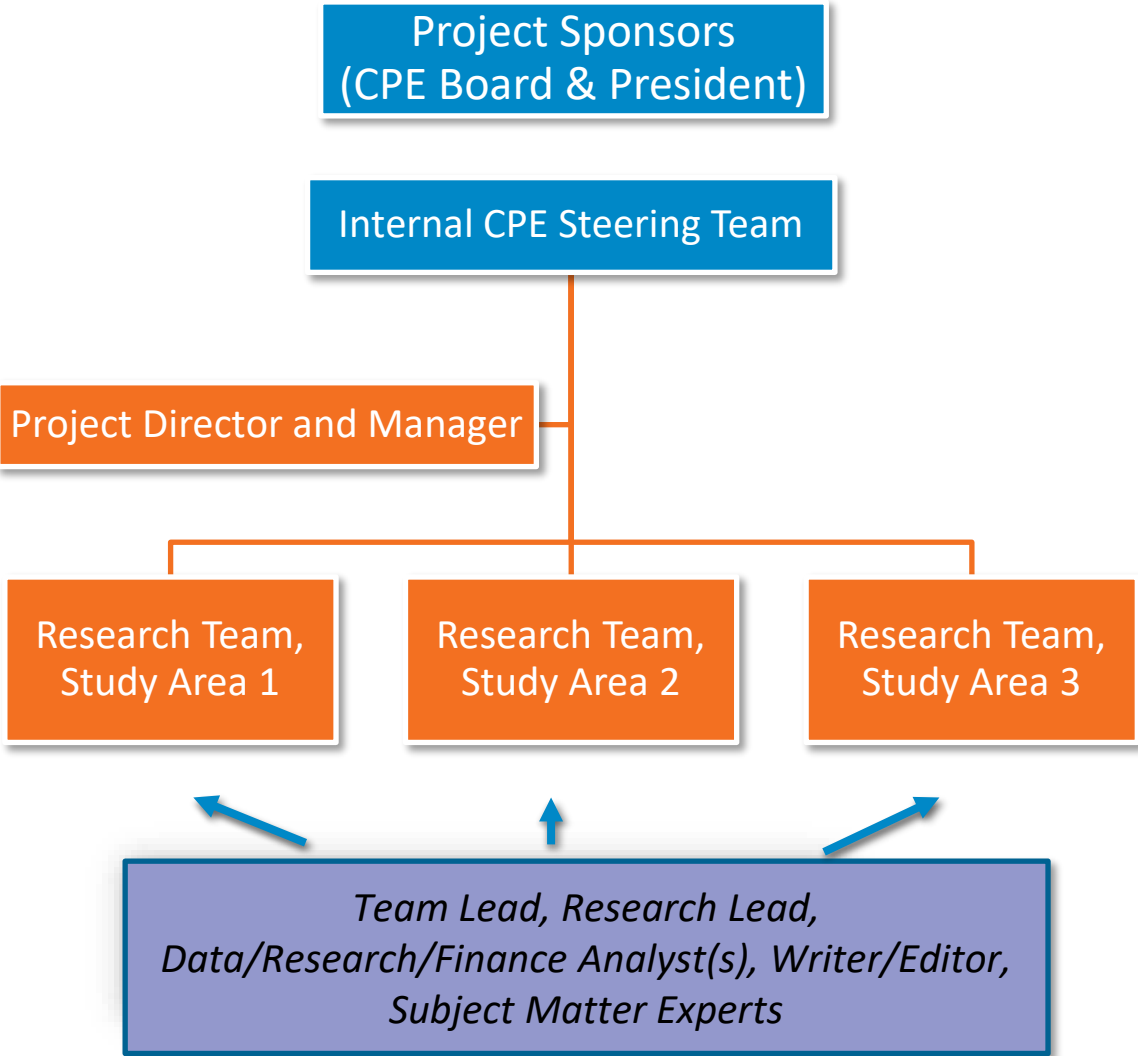 Project Sponsors
(CPE Board & President)
Internal CPE Steering Team
Project Director and Manager
Research Team,
Study Area 1
Research Team,
Study Area 2
Research Team,
Study Area 3
Team Lead, Research Lead,
Data/Research/Finance Analyst(s), Writer/Editor,
Subject Matter Experts